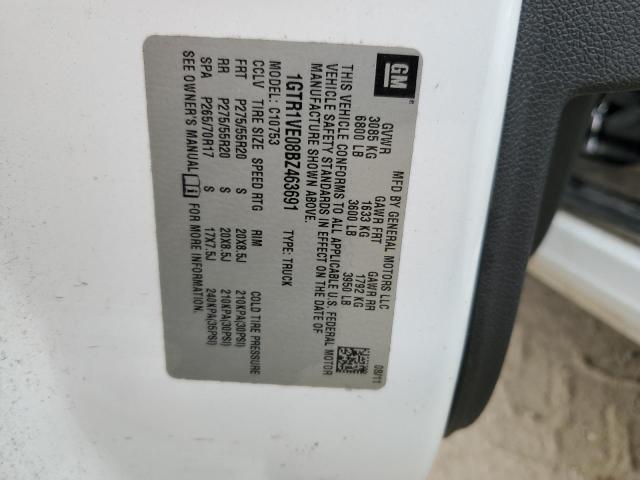 GM
®
MFD BY GENERAL MOTORS LLC 08/11
GVWR GAWR FRT GAWR RR
3085 KG 1633 KG 1792 KG
6800 LB 3600 LB 3950 LB
THIS VEHICLE CONFORMS TO ALL APPLICABLE U.S. FEDERAL MOTOR
VEHICLE SAFETY STANDARDS IN EFFECT ON THE DATE OF
MANUFACTURE SHOWN ABOVE.
1GTR1VE08BZ463691 TYPE: TRUCK
MODEL: C10753
CCLV TIRE SIZE SPEED RTG RIM COLD TIRE PRESSURE
FRT P275/55R20 S 20X8.5J 210KPA(30PSI)
RR P275/55R20 S 20X8.5J 210KPA(30PSI)
SPA P265/70R17 S 17X7.5J 240KPA(35PSI)
SEE OWNER'S MANUAL FOR MORE INFORMATION.